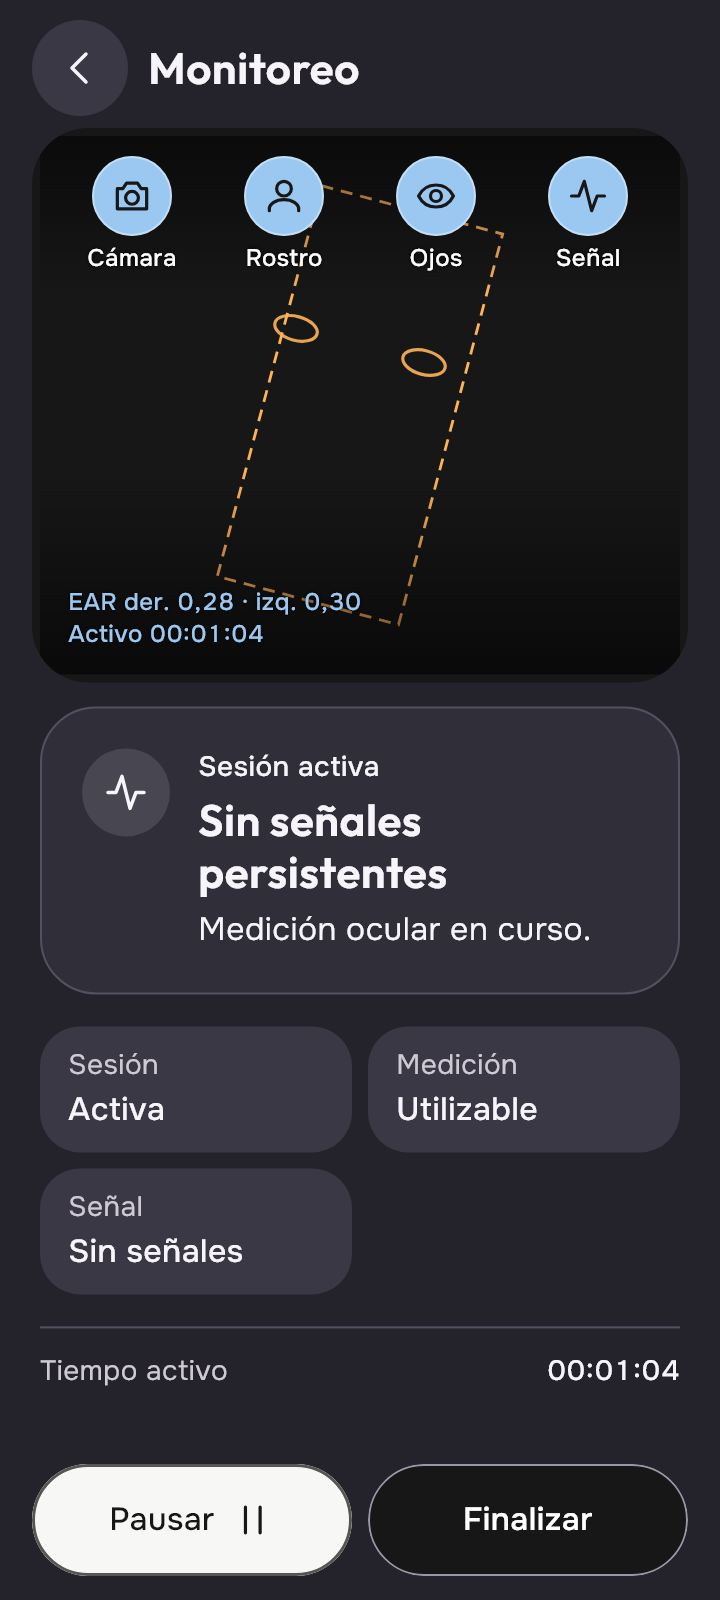 Monitoreo
Cámara
Rostro
Ojos
Señal
EAR der. 0,28 · izq. 0,30
Activo 00:01:04
Sesión activa
Sin señales
persistentes
Medición ocular en curso.
Sesión
Activa
Medición
Utilizable
Señal
Sin señales
Tiempo activo
00:01:04
Pausar
Finalizar